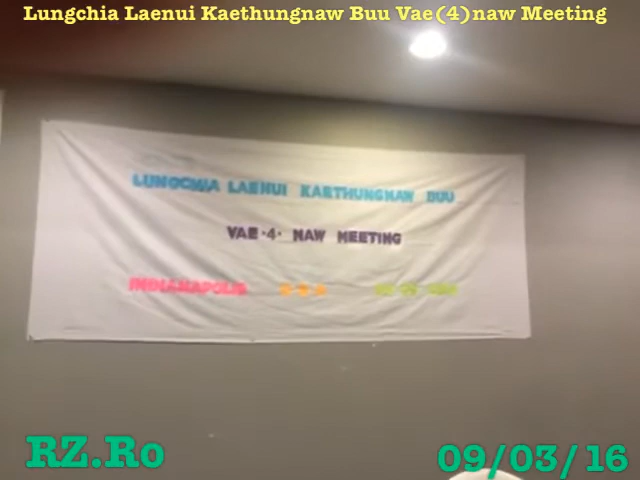 Lungchia Laenui Kaethungnaw Buu Vae(4)naw Meeting
LUNGCHIA LAENUI KAETHUNGNAW BUU
VAE -4- NAW MEETING
INDIANAPOLIS
RZ.Ro
09/03/16